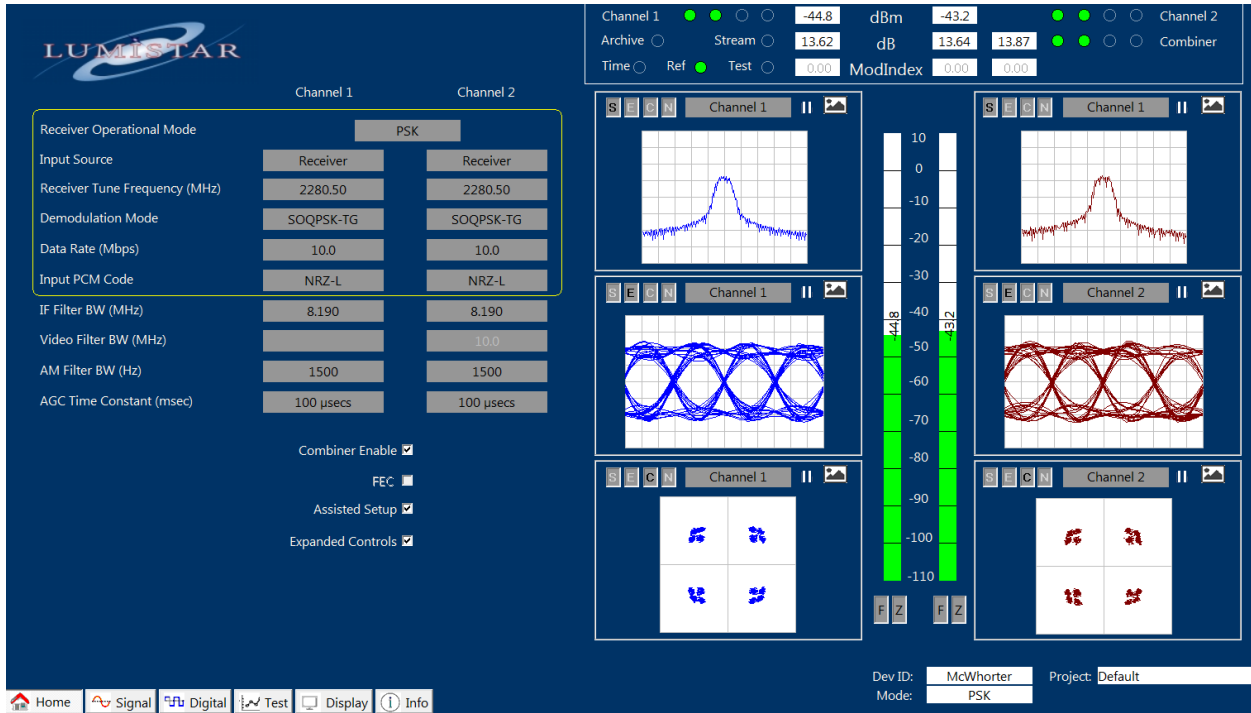 LUMISTAR
Channel 1 -44.8 dBm -43.2 Channel 2
Archive Stream 13.62 dB 13.64 13.87 Combiner
Time Ref Test 0.00 ModIndex 0.00 0.00
Channel 1 Channel 2
Receiver Operational Mode PSK
Input Source Receiver Receiver
Receiver Tune Frequency (MHz) 2280.50 2280.50
Demodulation Mode SOQPSK-TG SOQPSK-TG
Data Rate (Mbps) 10.0 10.0
Input PCM Code NRZ-L NRZ-L
IF Filter BW (MHz) 8.190 8.190
Video Filter BW (MHz) 10.0
AM Filter BW (Hz) 1500 1500
AGC Time Constant (msec) 100 µsecs 100 µsecs
Combiner Enable
FEC
Assisted Setup
Expanded Controls
S E C N Channel 1
S E C N Channel 1
S E C N Channel 1
10
0
-10
-20
-30
-40
-50
-60
-70
-80
-90
-100
-110
-44.8
-43.2
F Z F Z
S E C N Channel 1
S E C N Channel 2
S E C N Channel 2
Dev ID: McWhorter Project: Default
Mode: PSK
Home Signal Digital Test Display Info